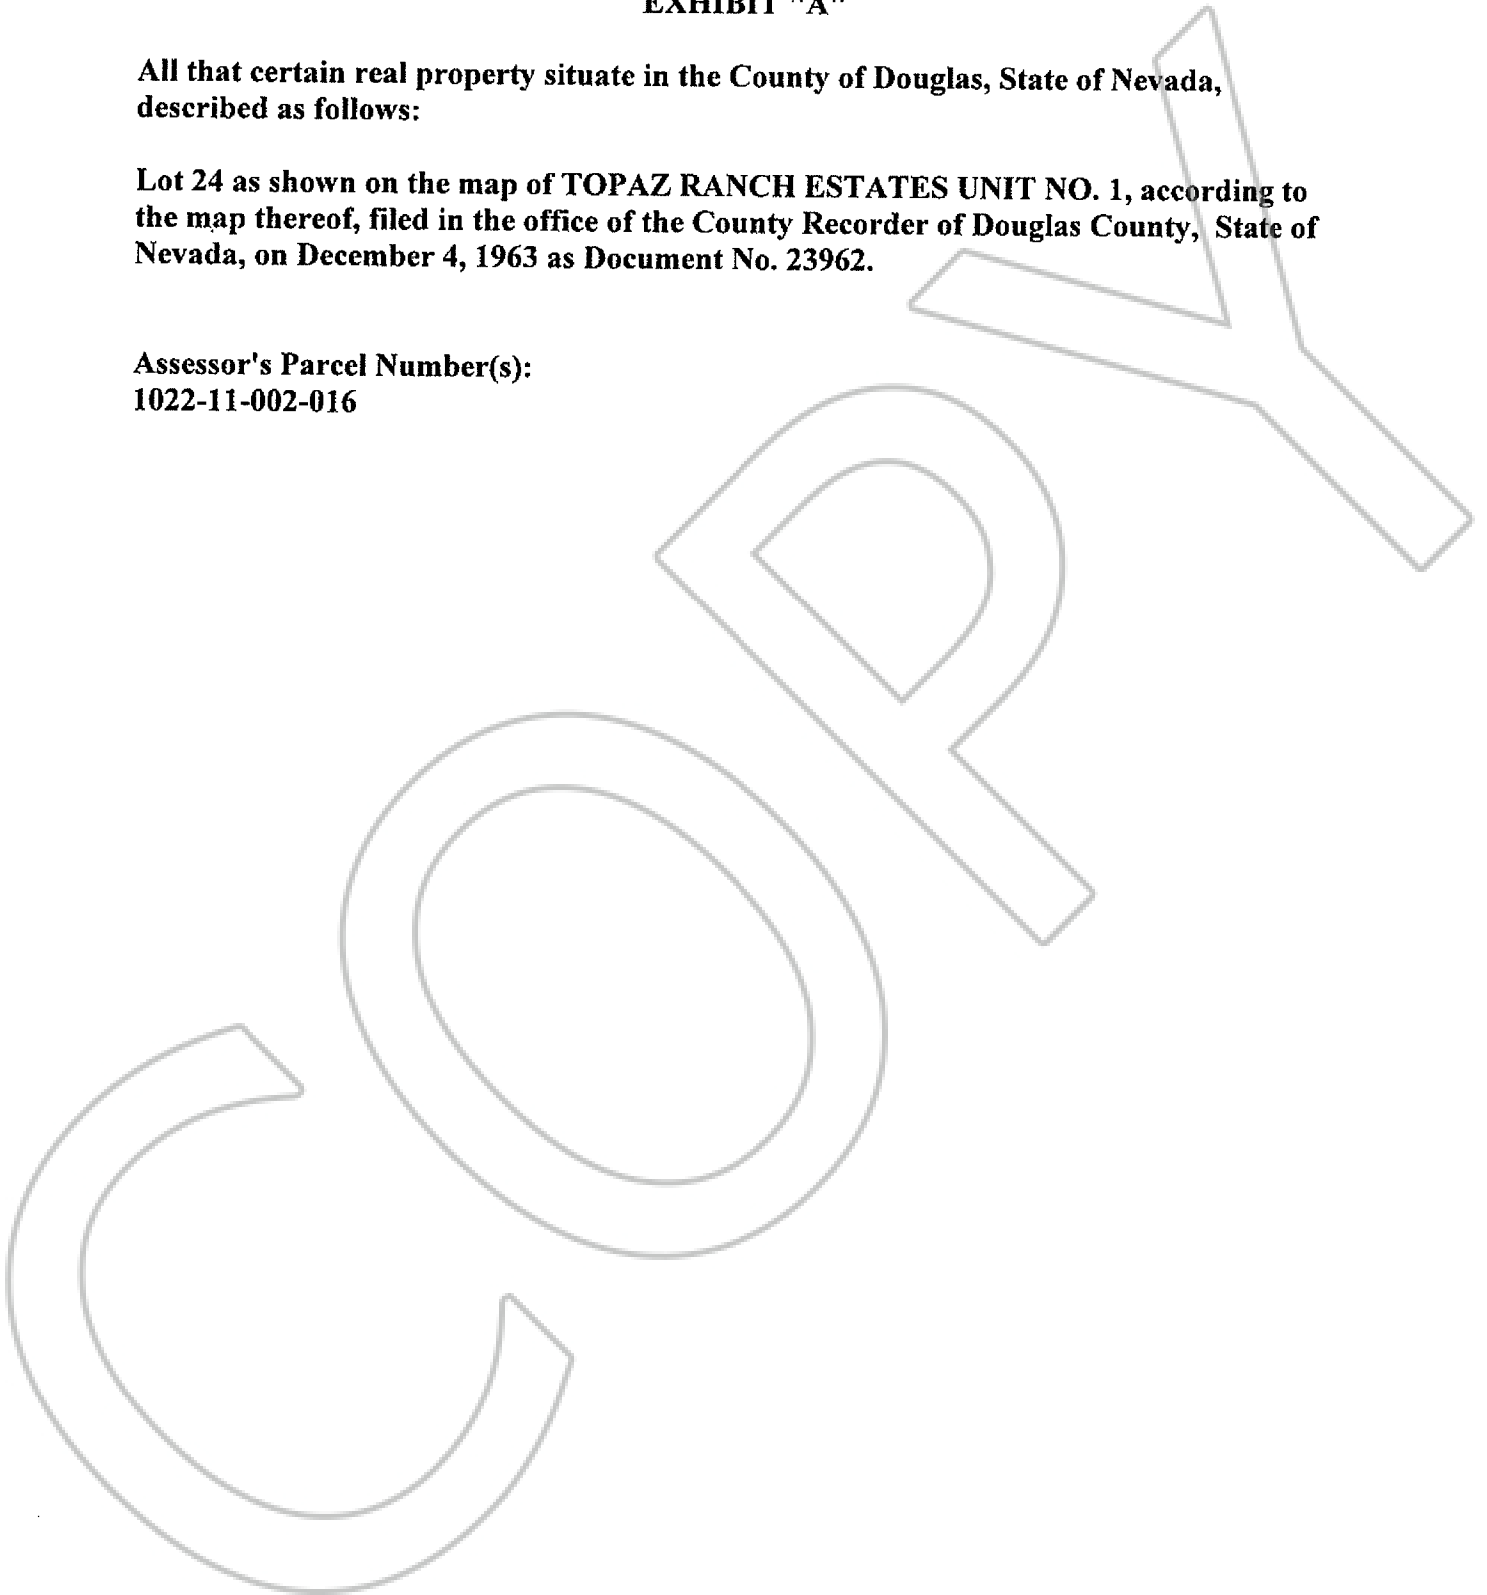 EXHIBIT "A"
All that certain real property situate in the County of Douglas, State of Nevada,
described as follows:
Lot 24 as shown on the map of TOPAZ RANCH ESTATES UNIT NO. 1, according to
the map thereof, filed in the office of the County Recorder of Douglas County, State of
Nevada, on December 4, 1963 as Document No. 23962.
Assessor's Parcel Number(s):
1022-11-002-016
COPY